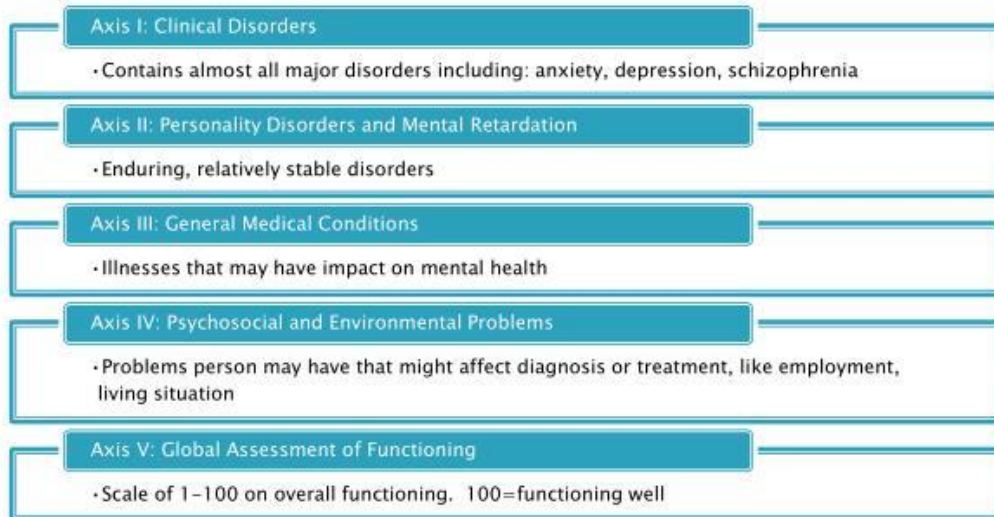 Axis I: Clinical Disorders
·Contains almost all major disorders including: anxiety, depression, schizophrenia
Axis II: Personality Disorders and Mental Retardation
·Enduring, relatively stable disorders
Axis III: General Medical Conditions
·Illnesses that may have impact on mental health
Axis IV: Psychosocial and Environmental Problems
·Problems person may have that might affect diagnosis or treatment, like employment,
living situation
Axis V: Global Assessment of Functioning
·Scale of 1-100 on overall functioning. 100=functioning well